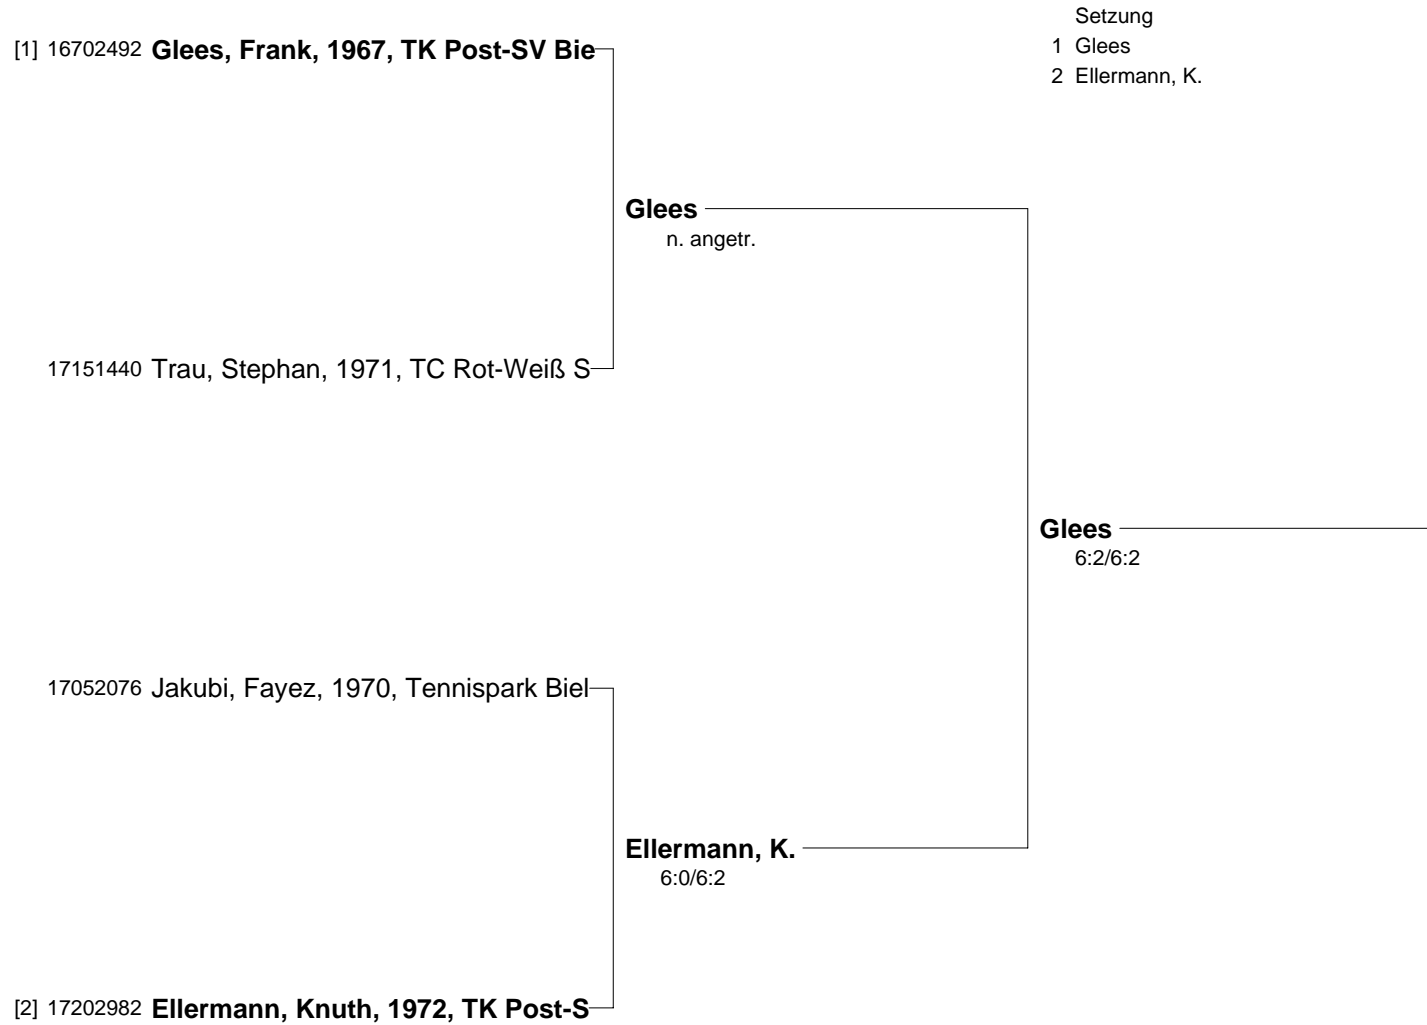 Setzung
[1] 16702492 Glees, Frank, 1967, TK Post-SV Bie
1 Glees
2 Ellermann, K.
Glees
n. angetr.
17151440 Trau, Stephan, 1971, TC Rot-Weiß S
Glees
6:2/6:2
17052076 Jakubi, Fayez, 1970, Tennispark Biel
Ellermann, K.
6:0/6:2
[2] 17202982 Ellermann, Knuth, 1972, TK Post-S